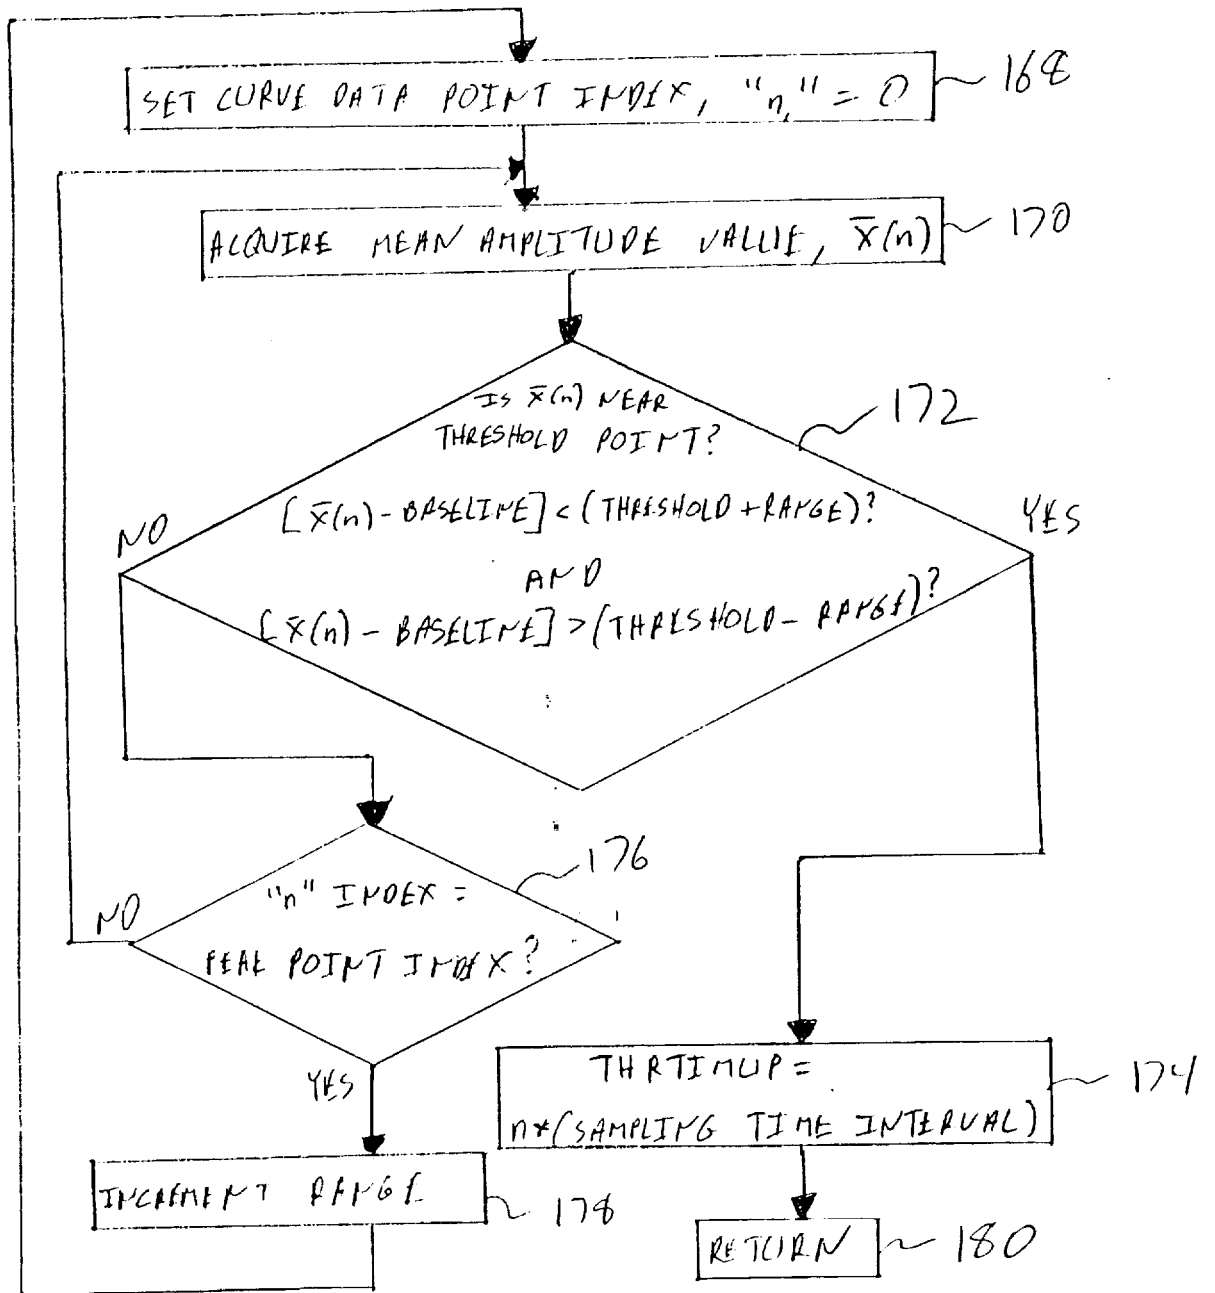 SET CURVE DATA POINT INDEX, "n," = 0
168
ACQUIRE MEAN AMPLITUDE VALUE, x̄(n)
170
IS x̄(n) NEAR
THRESHOLD POINT?
172
[x̄(n) - BASELINE] < (THRESHOLD + RANGE)?
NO
YES
AND
[x̄(n) - BASELINE] > (THRESHOLD - RANGE)?
176
"n" INDEX =
NO
PEAK POINT INDEX?
THRTIMUP =
174
YES
n*(SAMPLING TIME INTERVAL)
INCREMENT RANGE
178
RETURN
180